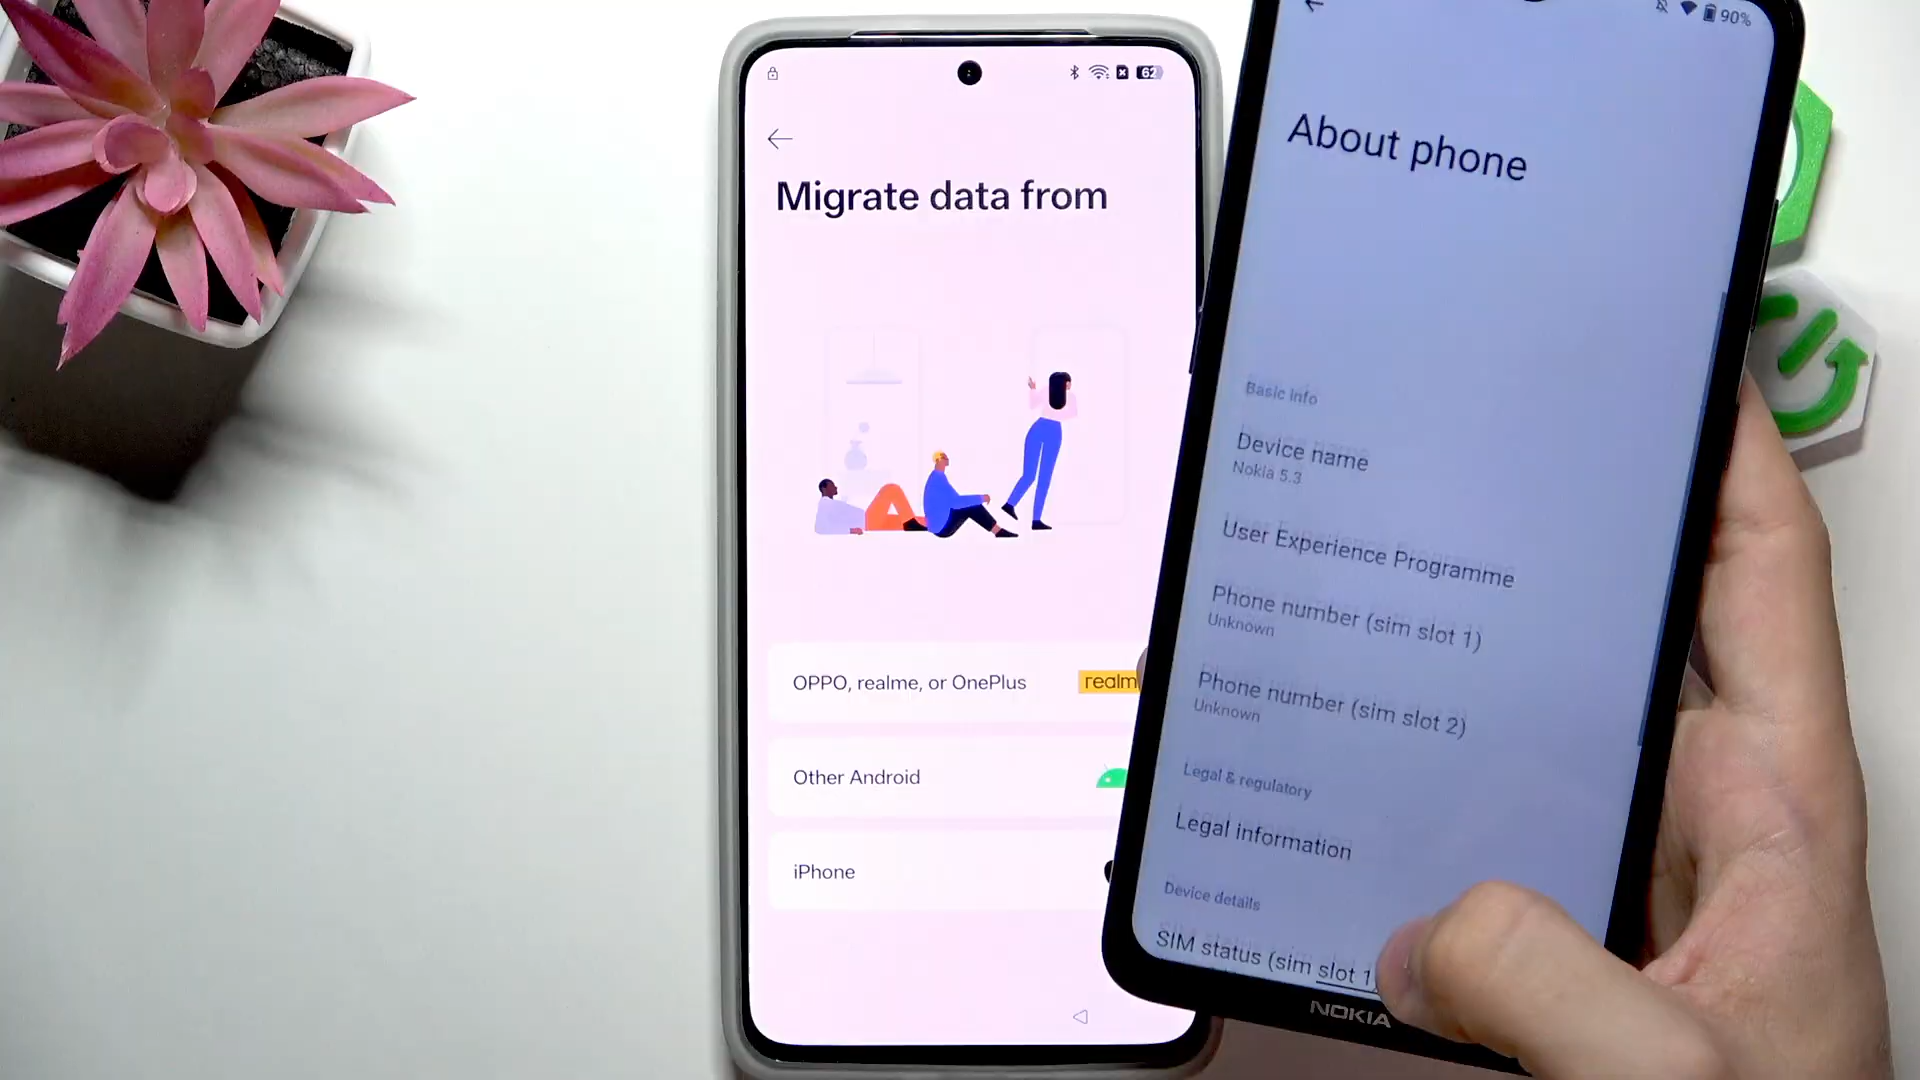 62
Migrate data from
OPPO, realme, or OnePlus
realm
Other Android
iPhone
90%
About phone
Basic info
Device name
Nokia 5.3
User Experience Programme
Phone number (sim slot 1)
Unknown
Phone number (sim slot 2)
Unknown
Legal & regulatory
Legal information
Device details
SIM status (sim slot 1
NOKIA